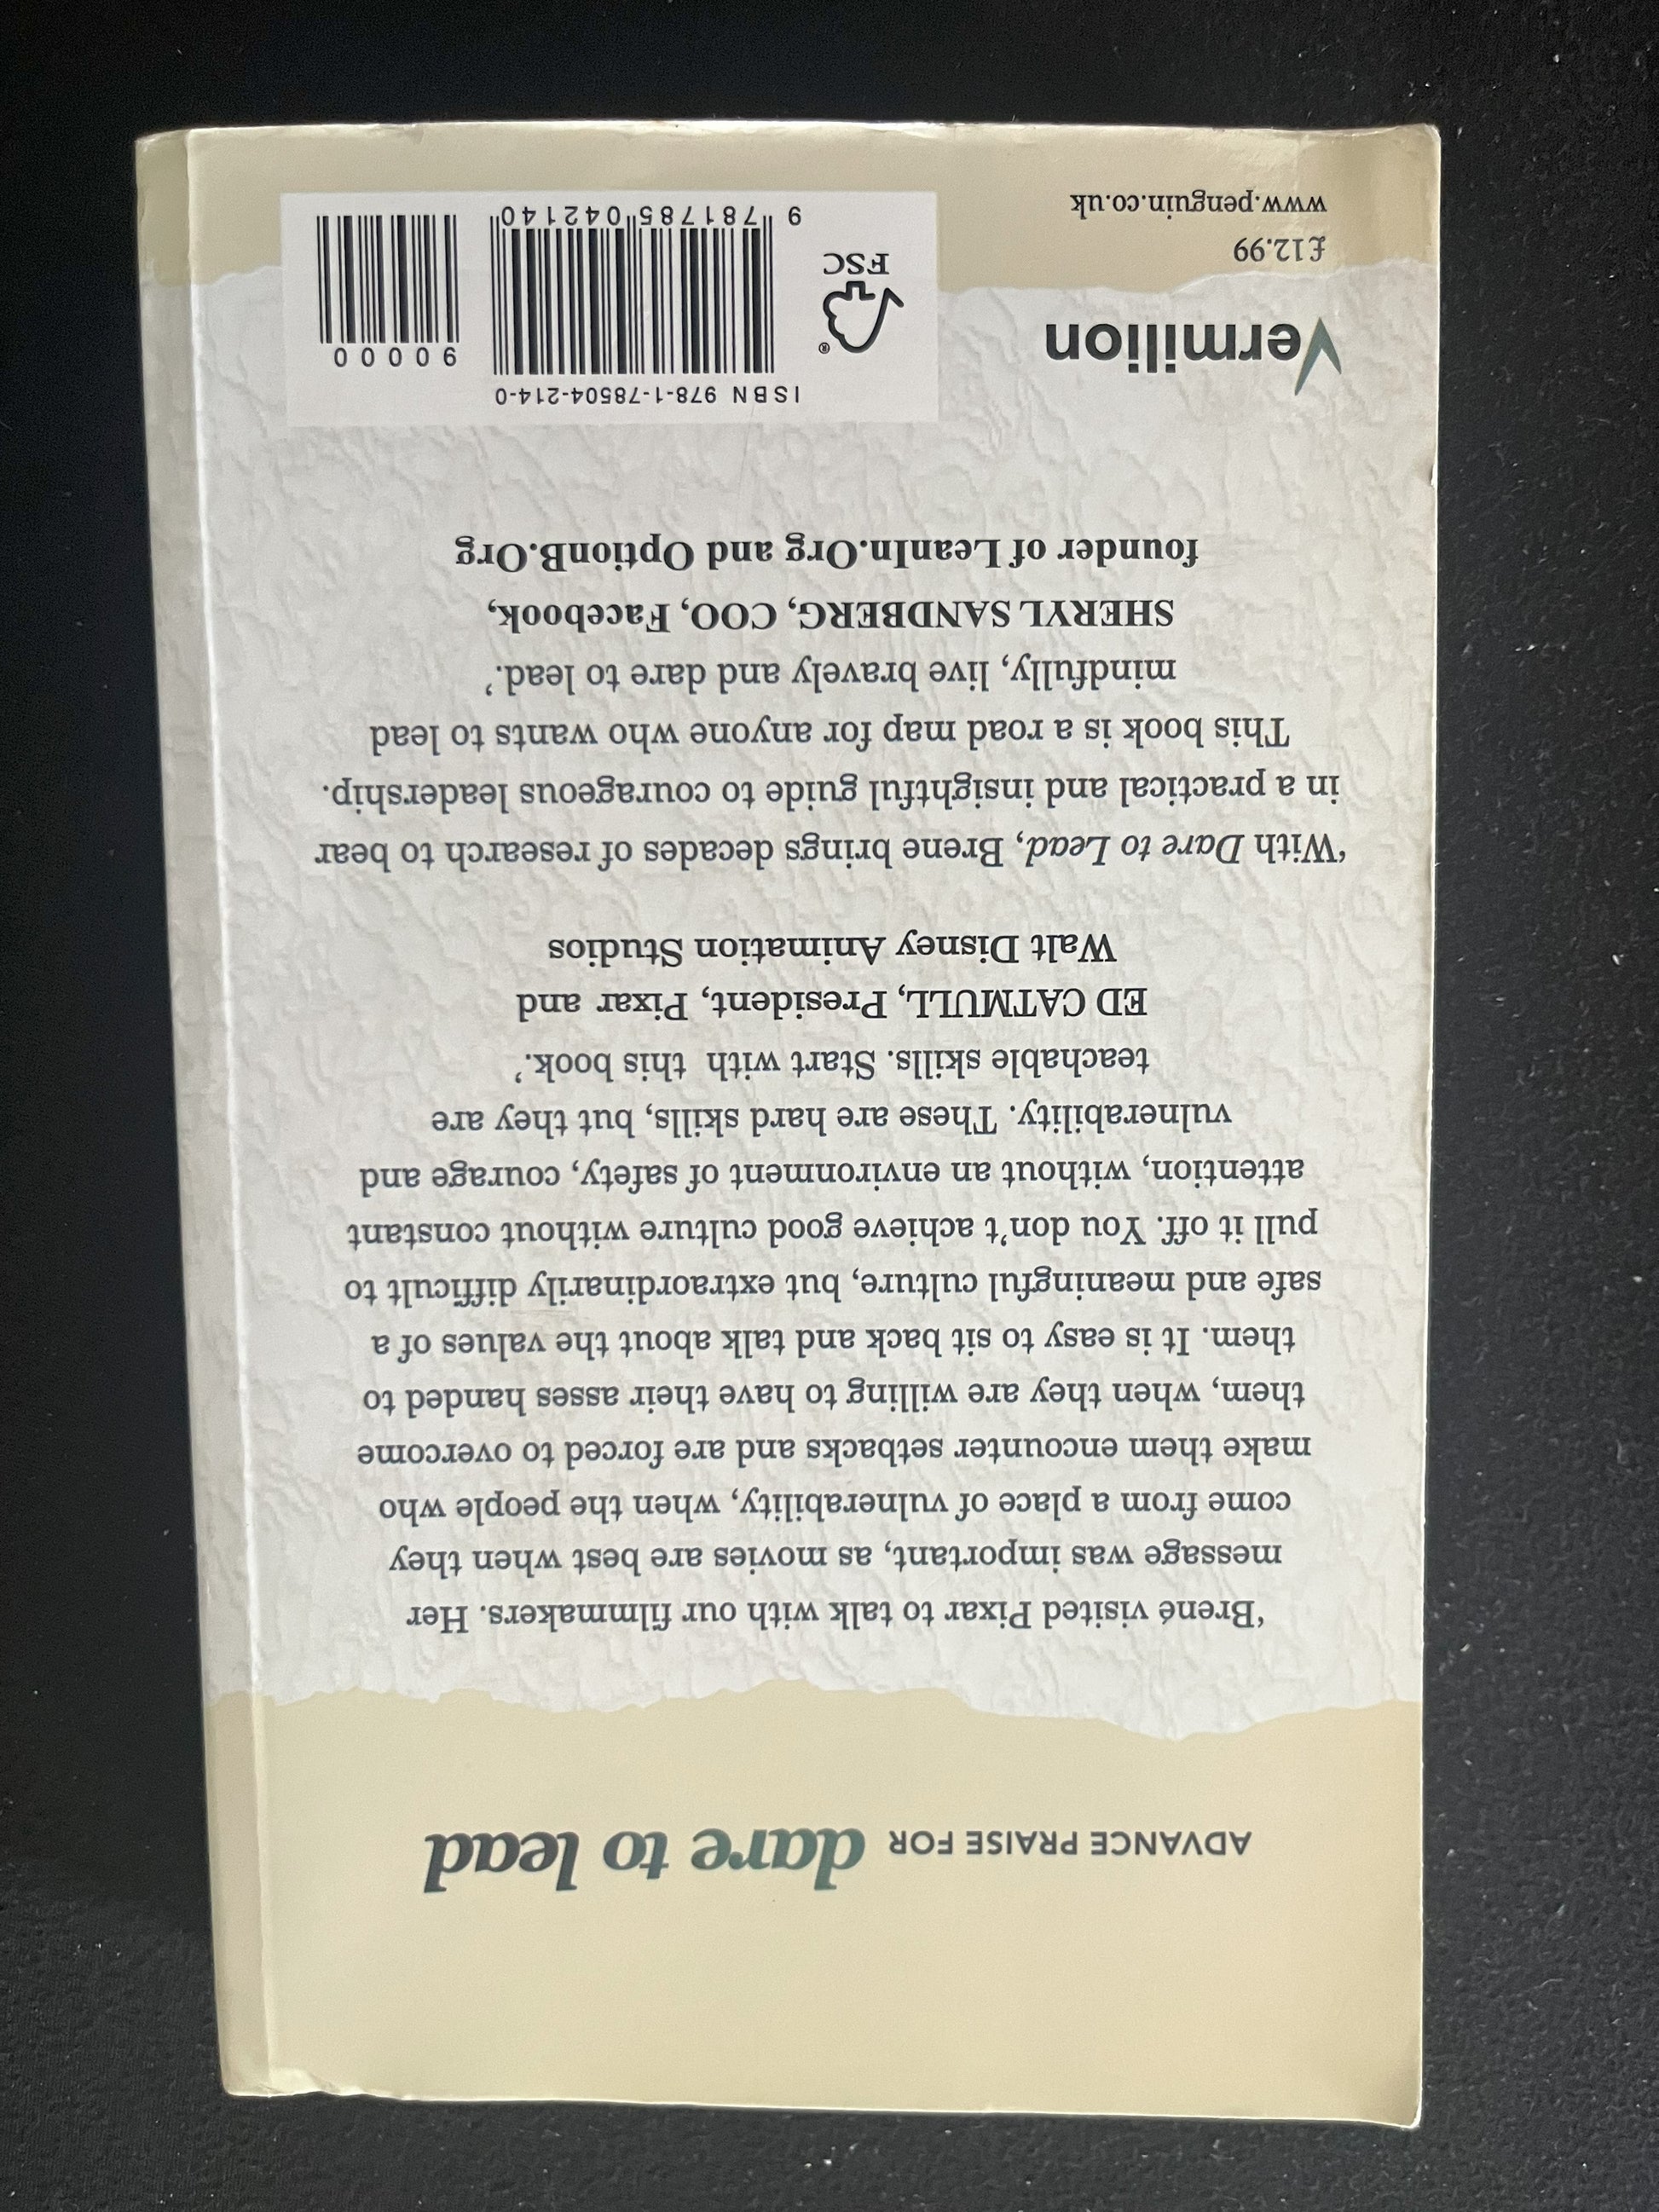 ADVANCE PRAISE FOR dare to lead
‘Brené visited Pixar to talk with our filmmakers. Her
message was important, as movies are best when they
come from a place of vulnerability, when the people who
make them encounter setbacks and are forced to overcome
them, when they are willing to have their asses handed to
them. It is easy to sit back and talk about the values of a
safe and meaningful culture, but extraordinarily difficult to
pull it off. You don’t achieve good culture without constant
attention, without an environment of safety, courage and
vulnerability. These are hard skills, but they are
teachable skills. Start with this book.’
ED CATMULL, President, Pixar and
Walt Disney Animation Studios
‘With Dare to Lead, Brene brings decades of research to bear
in a practical and insightful guide to courageous leadership.
This book is a road map for anyone who wants to lead
mindfully, live bravely and dare to lead.’
SHERYL SANDBERG, COO, Facebook,
founder of LeanIn.Org and OptionB.Org
Vermilion
£12.99
www.penguin.co.uk
®
FSC
ISBN 978-1-78504-214-0
9 781785 042140
90000